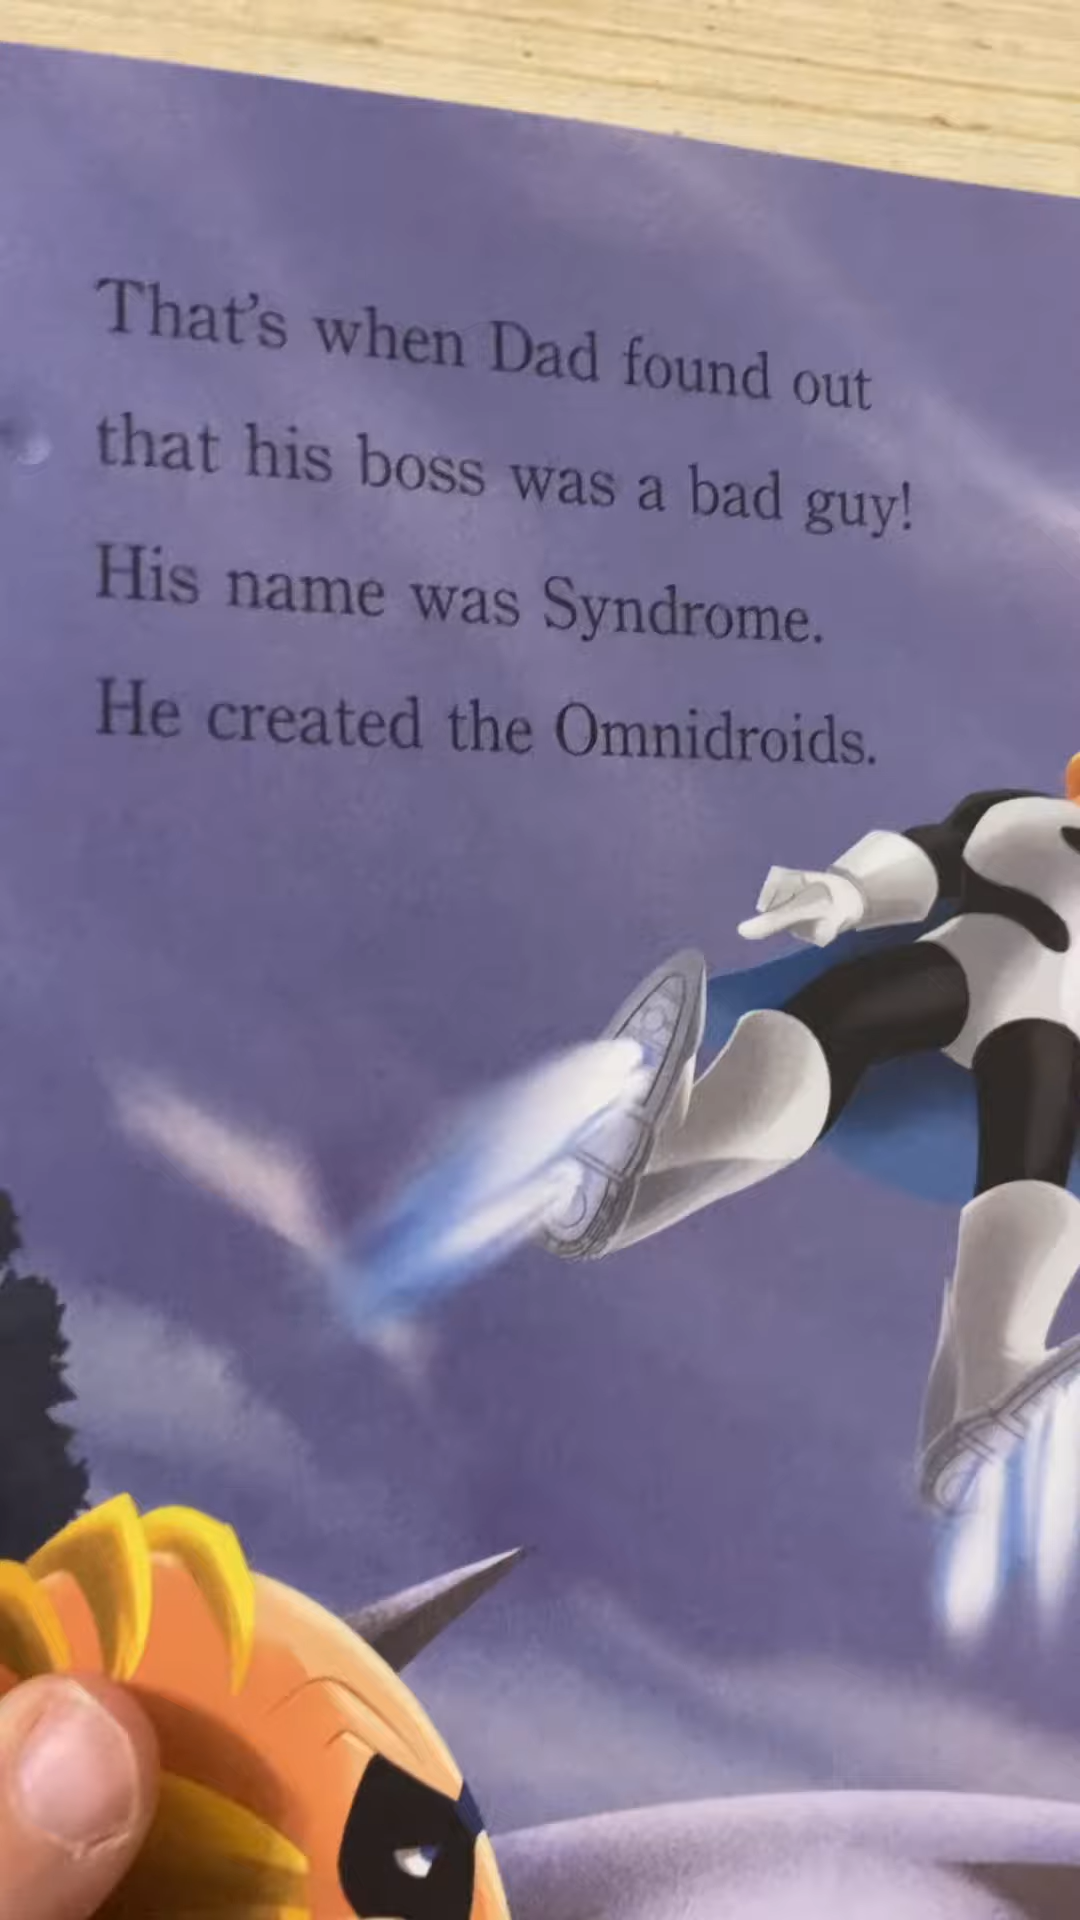 That's when Dad found out
that his boss was a bad guy!
His name was Syndrome.
He created the Omnidroids.